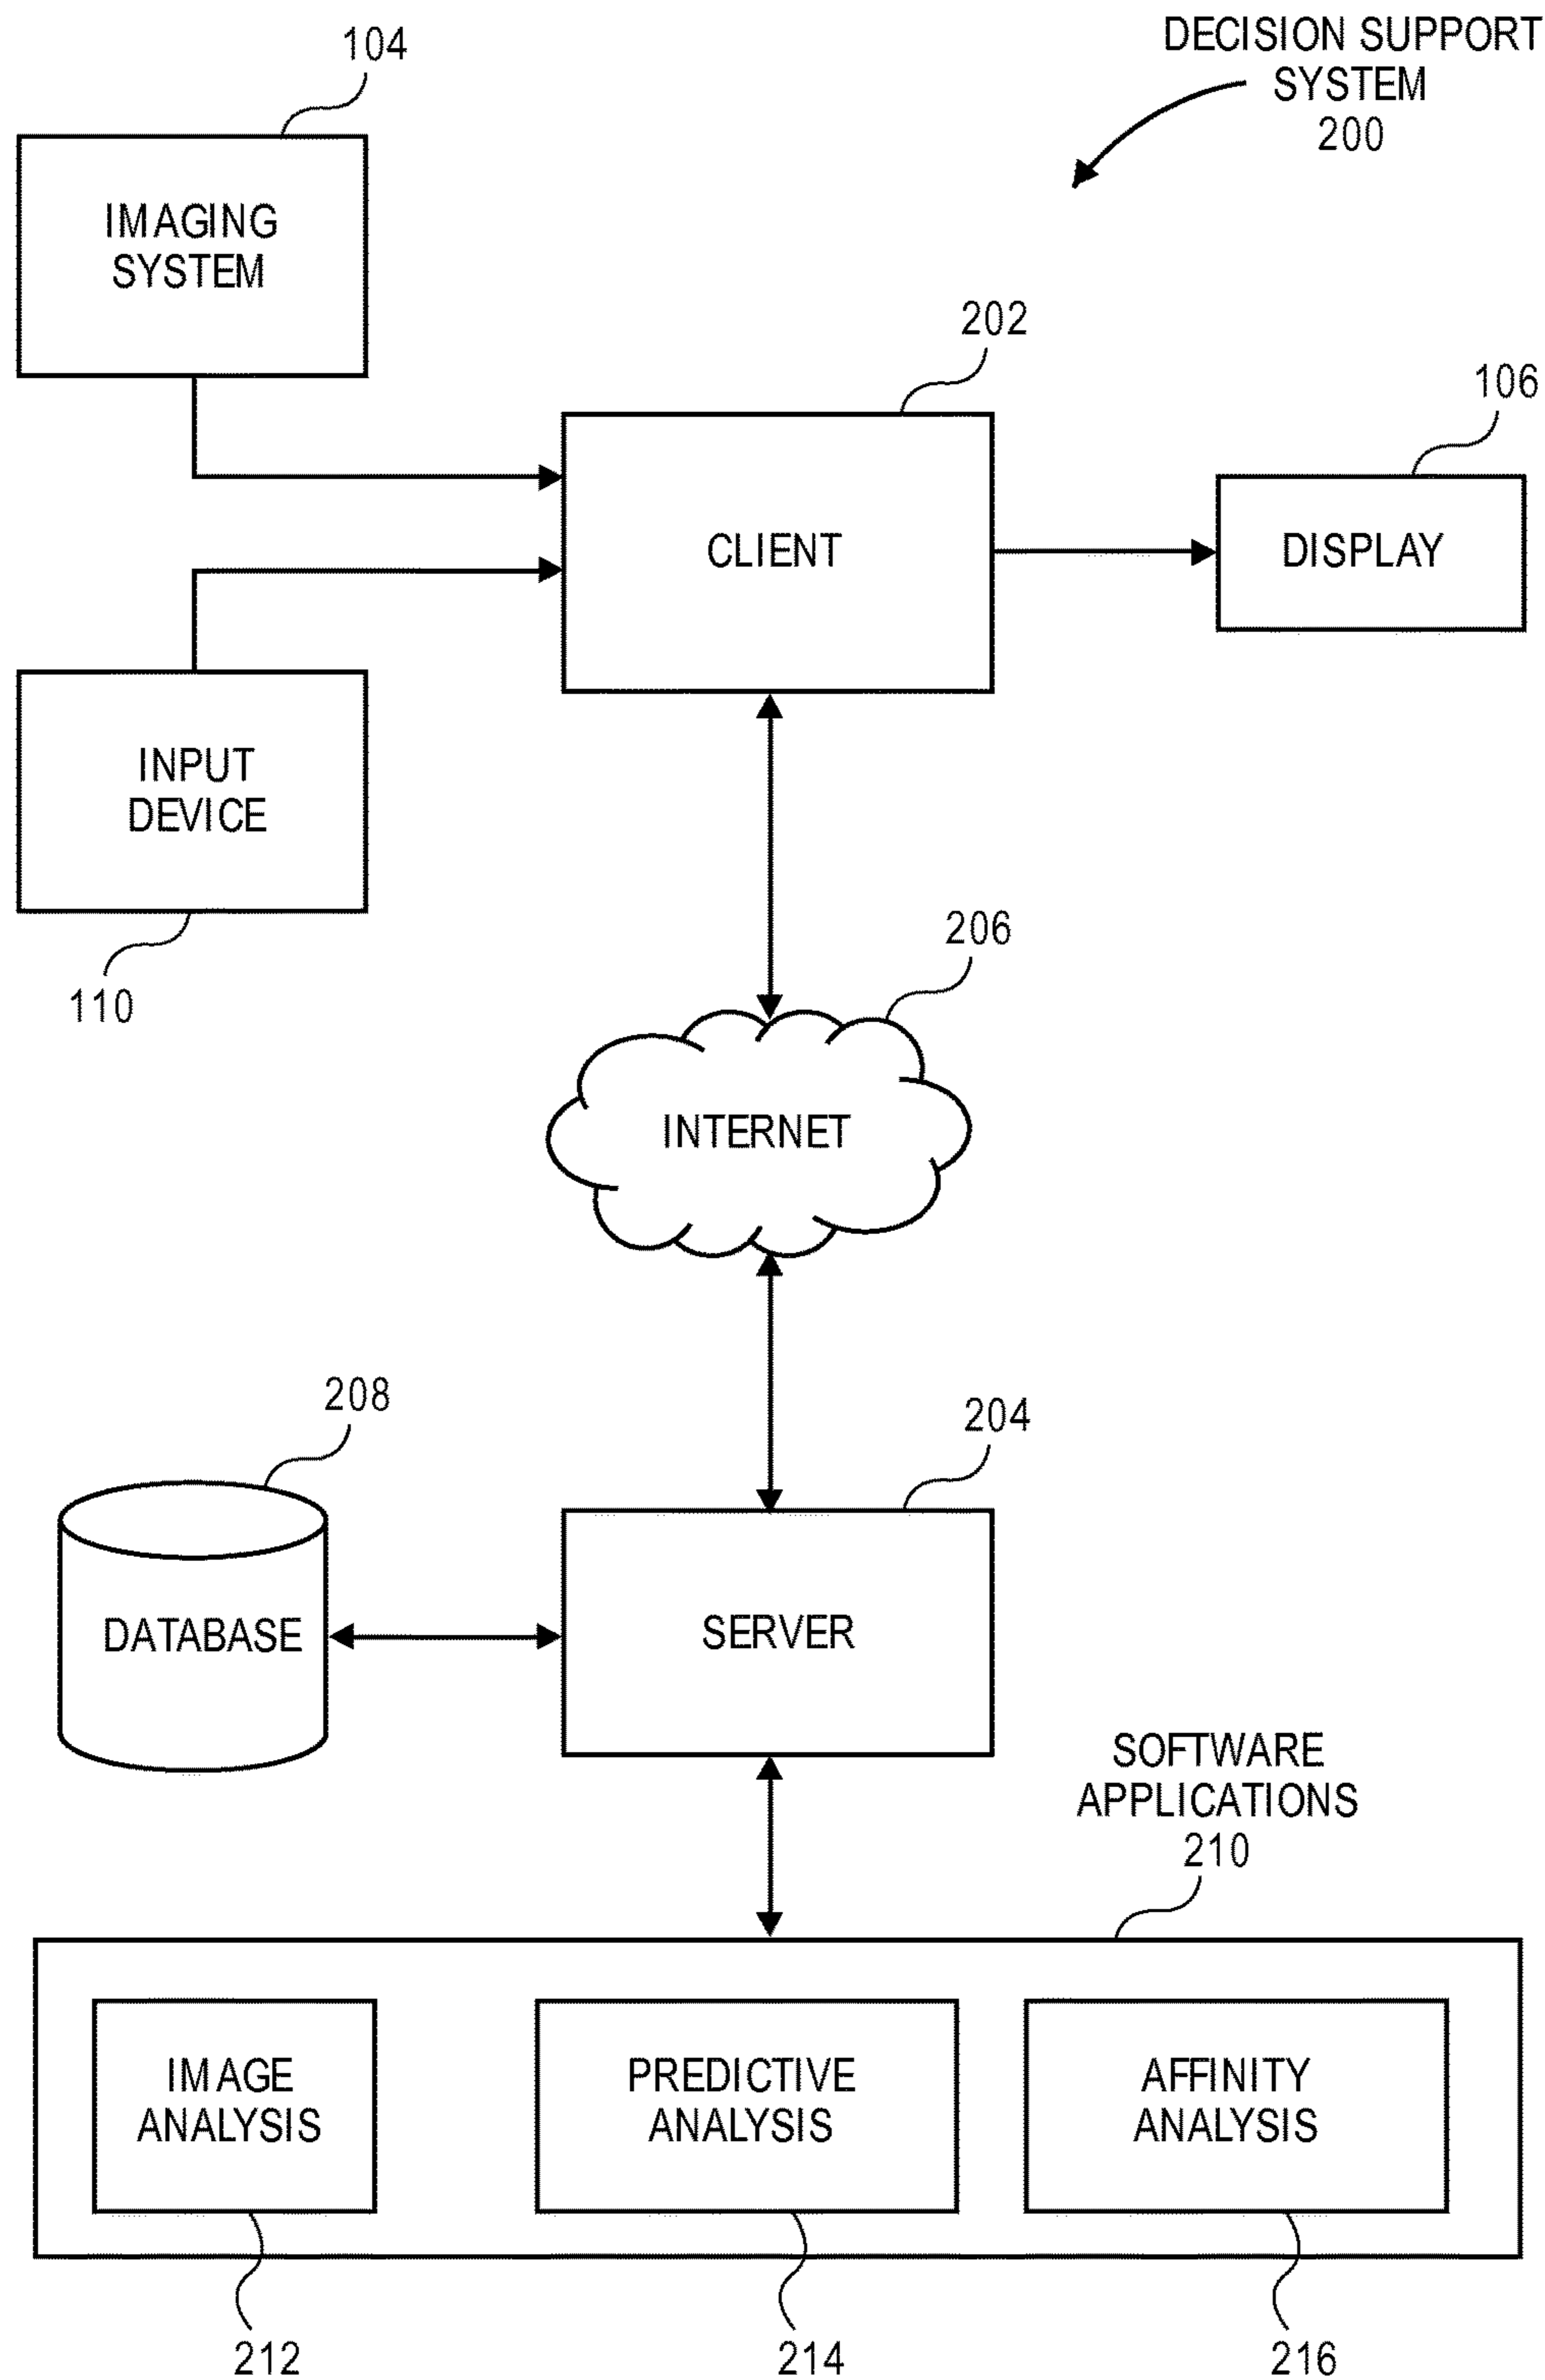 DECISION SUPPORT
SYSTEM
200
104
IMAGING
SYSTEM
202
106
CLIENT
DISPLAY
INPUT
DEVICE
110
206
INTERNET
208
204
DATABASE
SERVER
SOFTWARE
APPLICATIONS
210
IMAGE
ANALYSIS
PREDICTIVE
ANALYSIS
AFFINITY
ANALYSIS
212
214
216